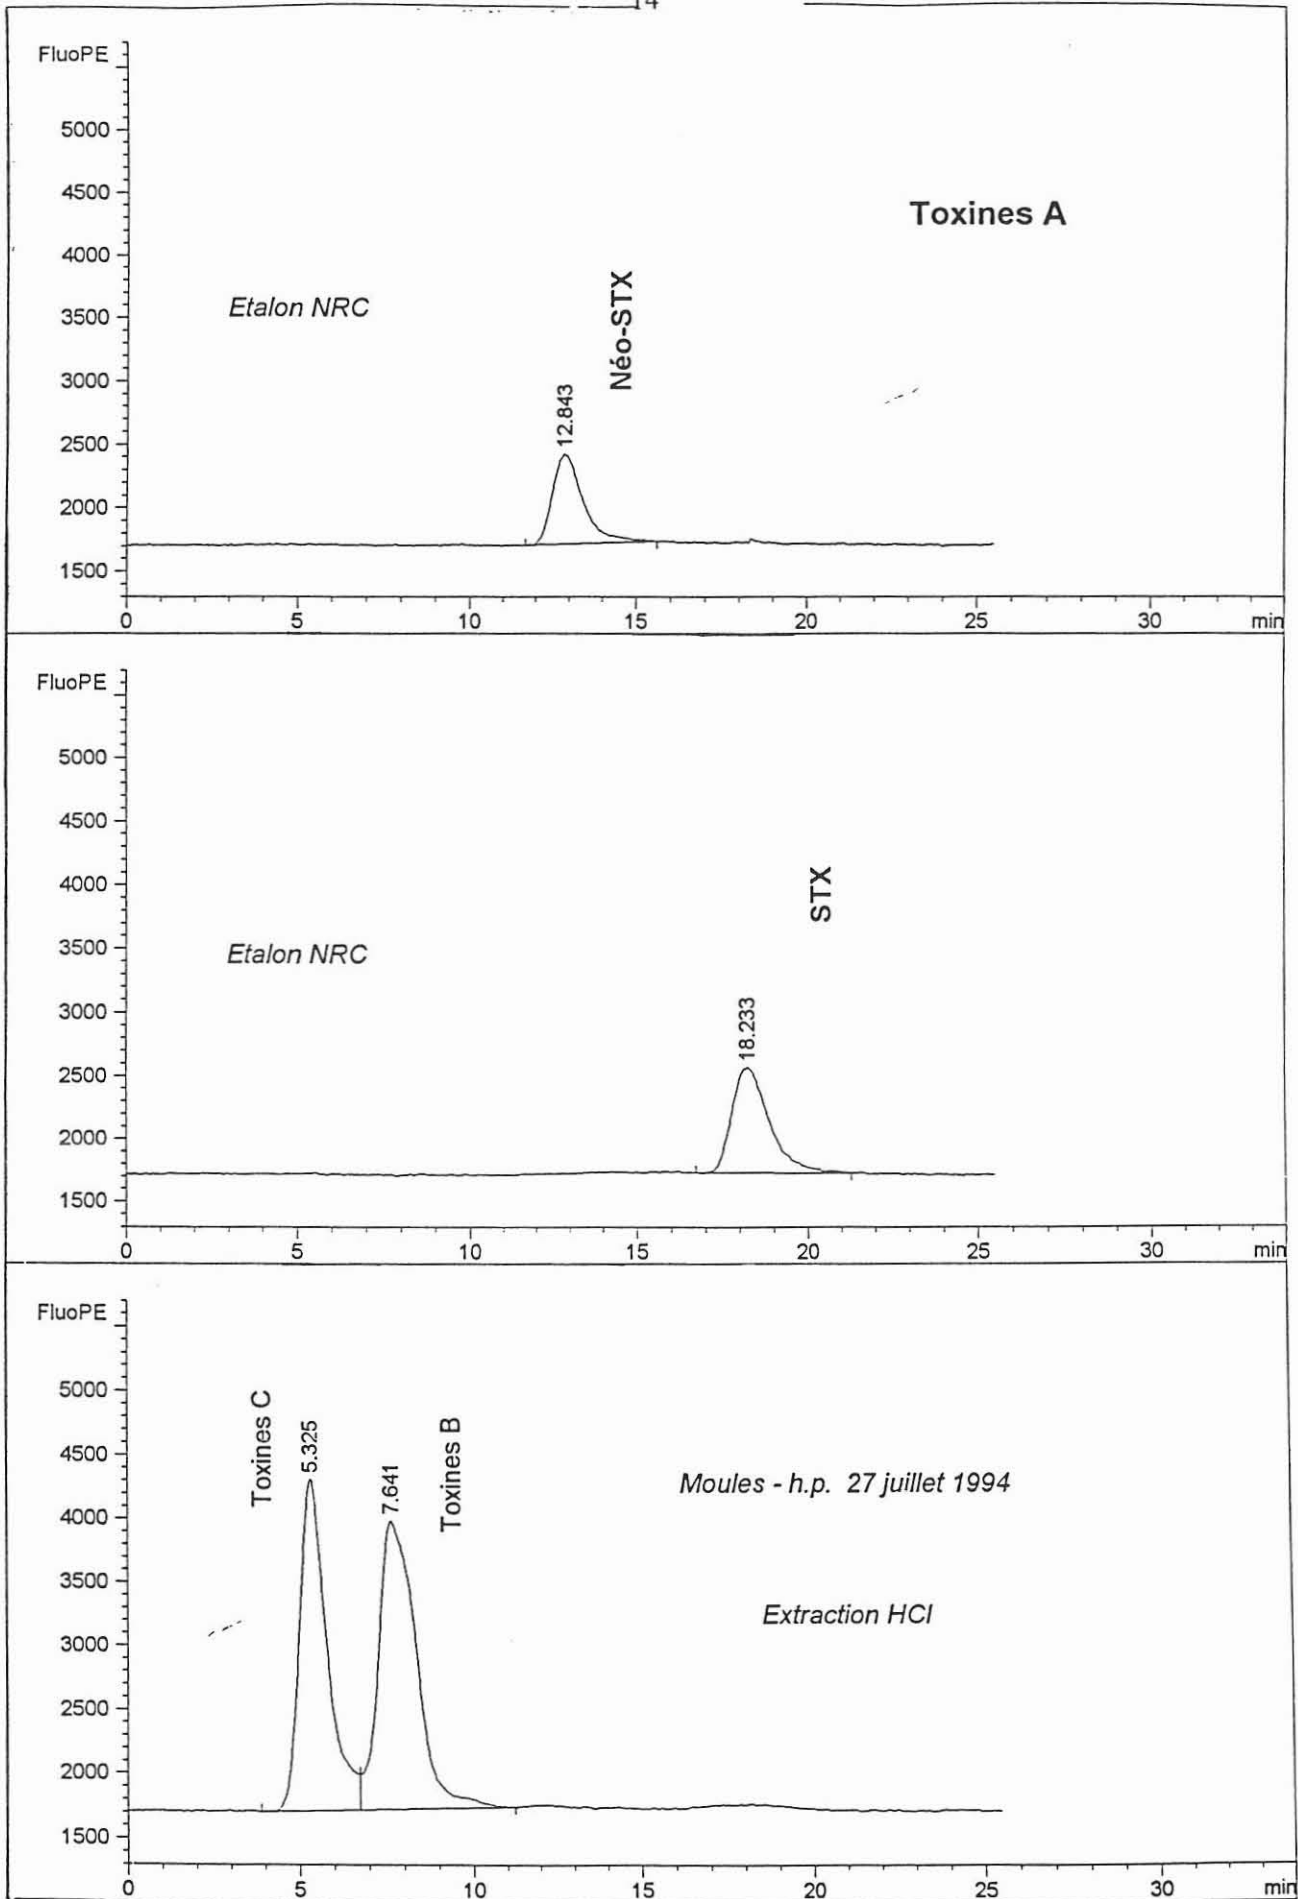 14
FluoPE
5000
4500
4000
3500
3000
2500
2000
1500
Toxines A
Etalon NRC
Néo-STX
12.843
0 5 10 15 20 25 30 min
FluoPE
5000
4500
4000
3500
3000
2500
2000
1500
STX
Etalon NRC
18.233
0 5 10 15 20 25 30 min
FluoPE
5000
4500
4000
3500
3000
2500
2000
1500
Toxines C
5.325
7.641
Toxines B
Moules - h.p. 27 juillet 1994
Extraction HCl
0 5 10 15 20 25 30 min